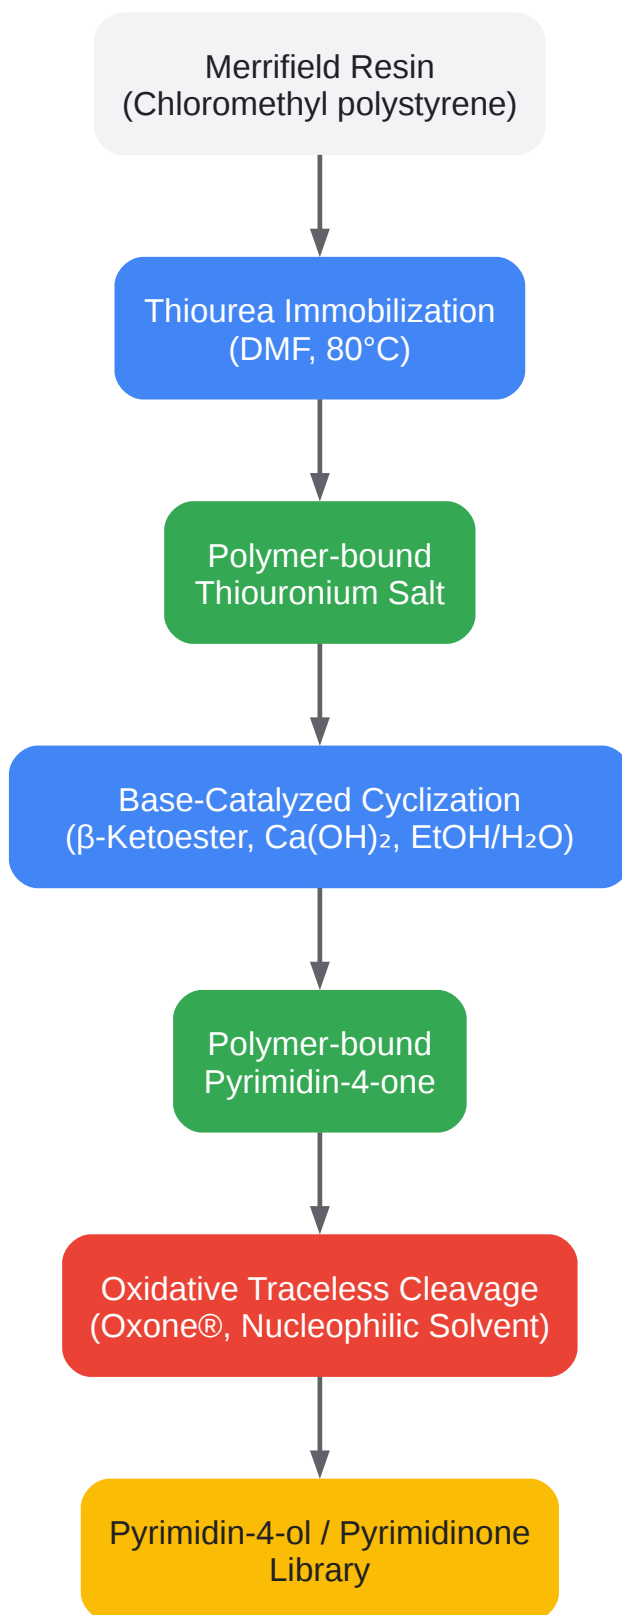 Merrifield Resin
(Chloromethyl polystyrene)
Thiourea Immobilization
(DMF, 80°C)
Polymer-bound
Thiouronium Salt
Base-Catalyzed Cyclization
(β-Ketoester, Ca(OH)₂, EtOH/H₂O)
Polymer-bound
Pyrimidin-4-one
Oxidative Traceless Cleavage
(Oxone®, Nucleophilic Solvent)
Pyrimidin-4-ol / Pyrimidinone
Library